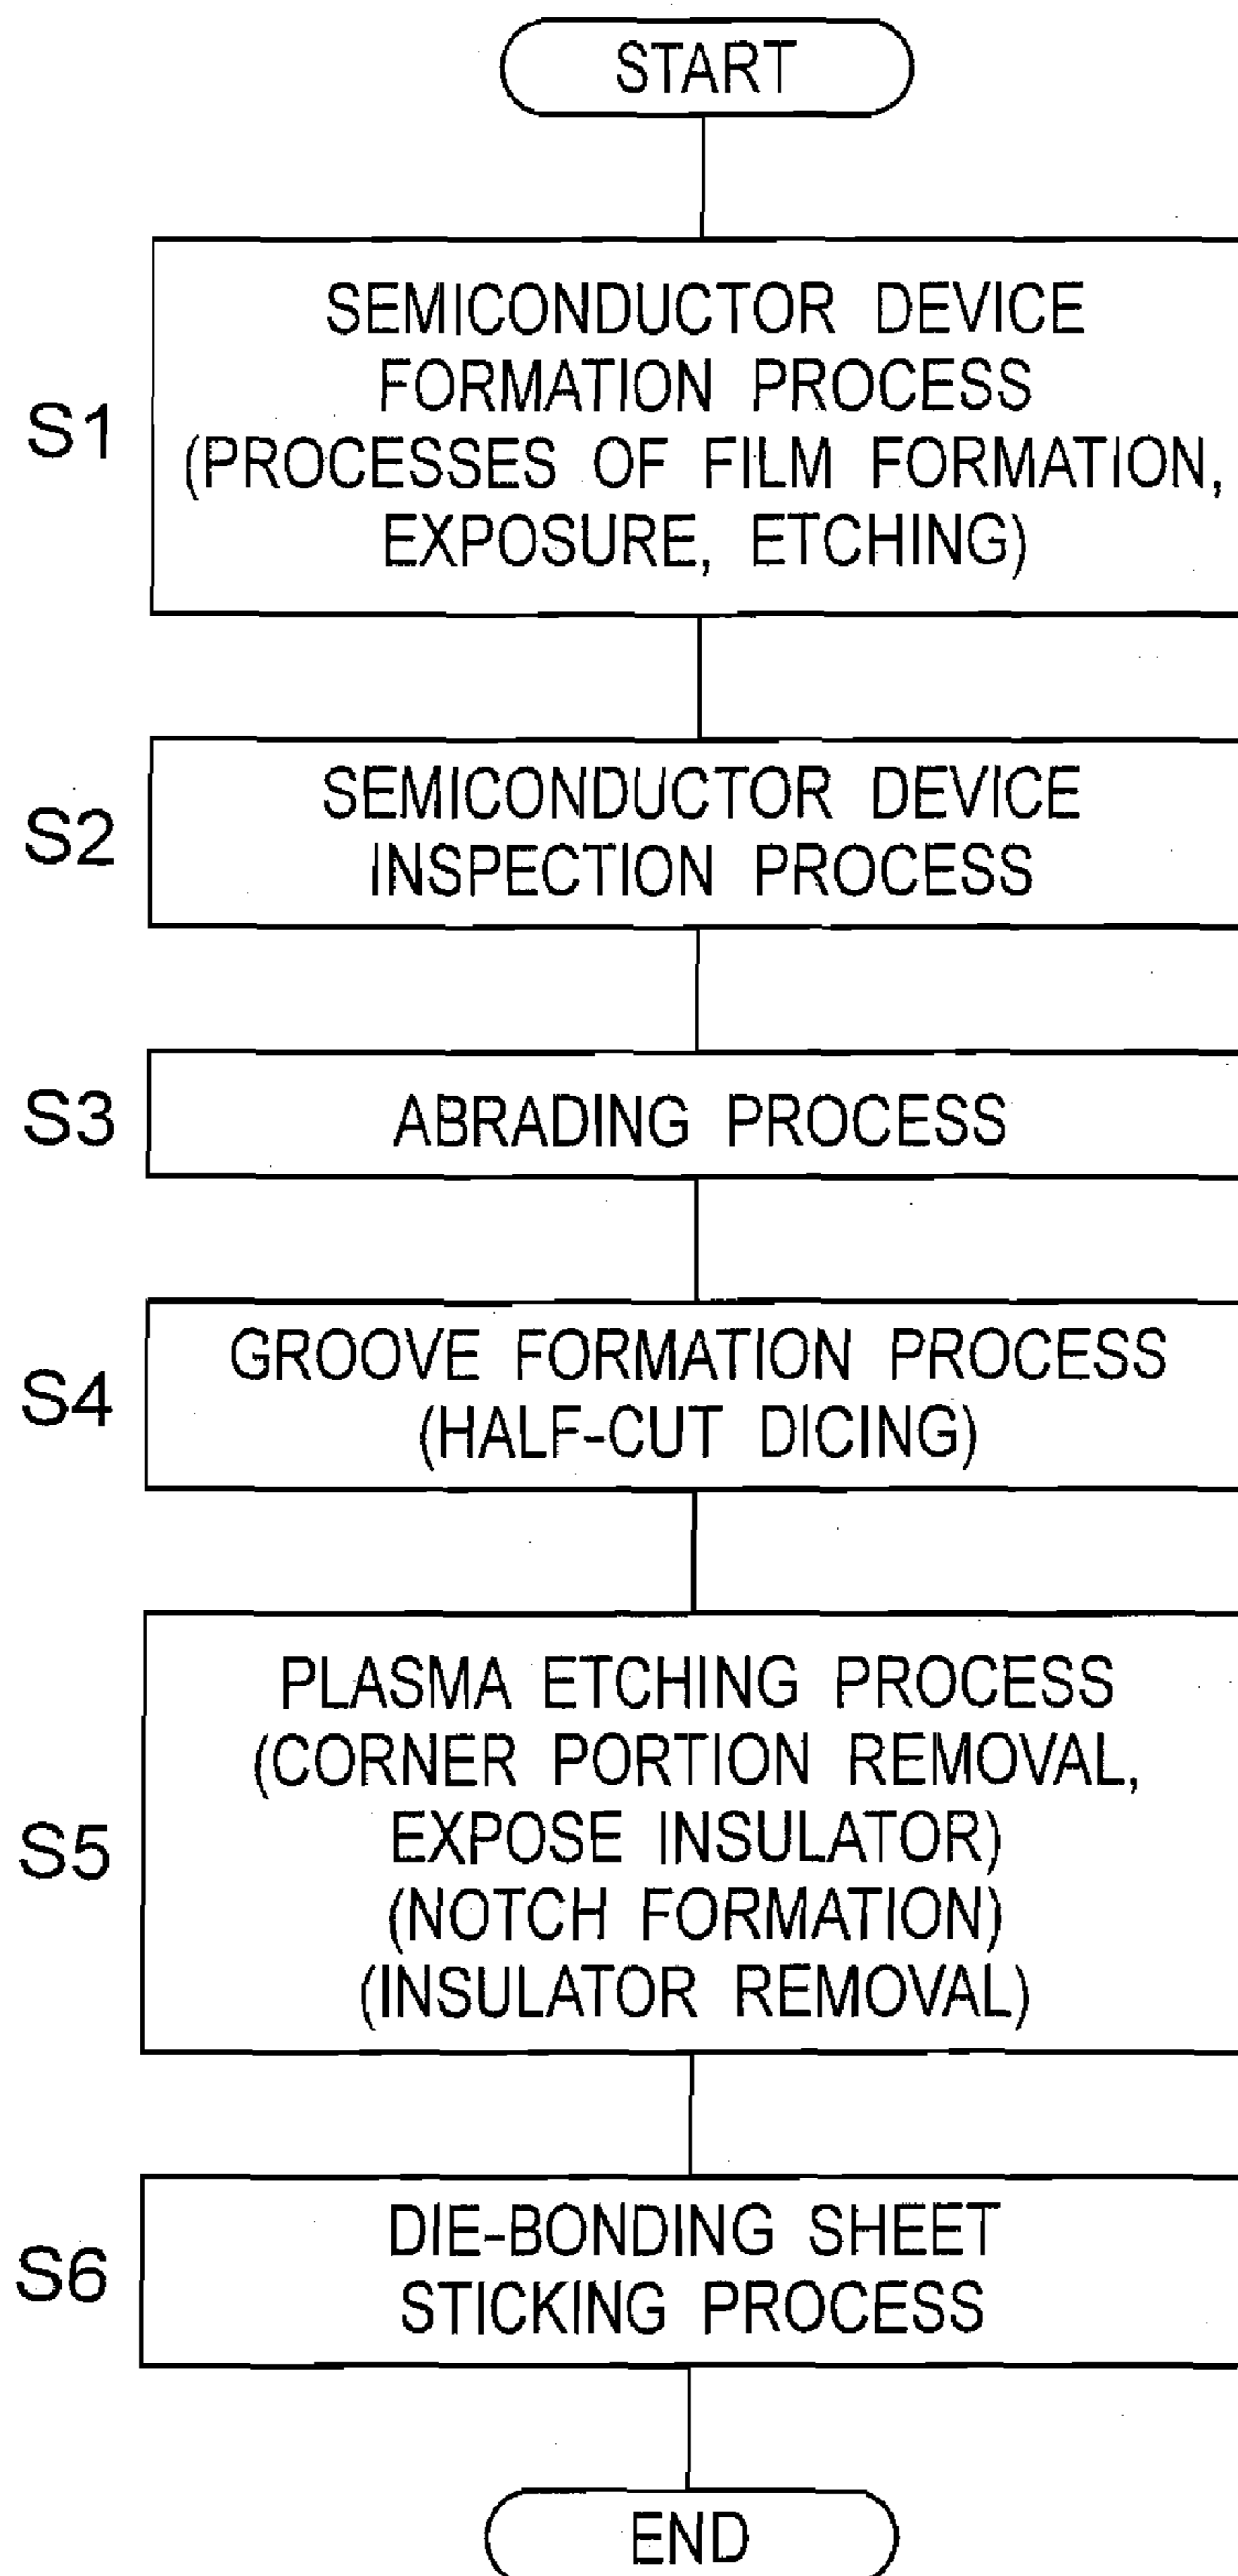 START
S1
SEMICONDUCTOR DEVICE
FORMATION PROCESS
(PROCESSES OF FILM FORMATION,
EXPOSURE, ETCHING)
S2
SEMICONDUCTOR DEVICE
INSPECTION PROCESS
S3
ABRADING PROCESS
S4
GROOVE FORMATION PROCESS
(HALF-CUT DICING)
S5
PLASMA ETCHING PROCESS
(CORNER PORTION REMOVAL,
EXPOSE INSULATOR)
(NOTCH FORMATION)
(INSULATOR REMOVAL)
S6
DIE-BONDING SHEET
STICKING PROCESS
END